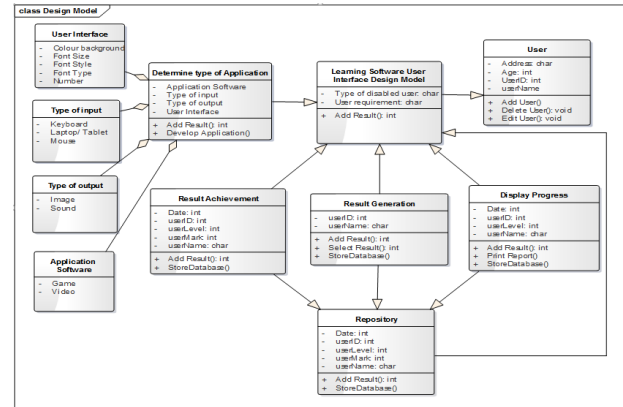 class Design Model
User Interface
- Colour background
- Font Size
- Font Style
- Font Type
- Number
Determine type of Application
- Application Software
- Type of input
- Type of output
- User Interface
+ Add Result(): int
+ Develop Application()
Learning Software User
Interface Design Model
- Type of disabled user: char
- User requirement: char
+ Add Result(): int
User
- Address: char
- Age: int
- UserID: int
- userName
+ Add User()
+ Delete User(): void
+ Edit User(): void
Type of input
- Keyboard
- Laptop/ Tablet
- Mouse
Type of output
- Image
- Sound
Application
Software
- Game
- Video
Result Achievement
- Date: int
- userID: int
- userLevel: int
- userMark: int
- userName: char
+ Add Result(): int
+ StoreDatabase()
Result Generation
- userID: int
- userName: char
+ Add Result(): int
+ Select Result(): int
+ StoreDatabase()
Display Progress
- Date: int
- userID: int
- userLevel: int
- userName: char
+ Add Result(): int
+ Print Report()
+ StoreDatabase()
Repository
- Date: int
- userID: int
- userLevel: int
- userMark: int
- userName: char
+ Add Result(): int
+ StoreDatabase()